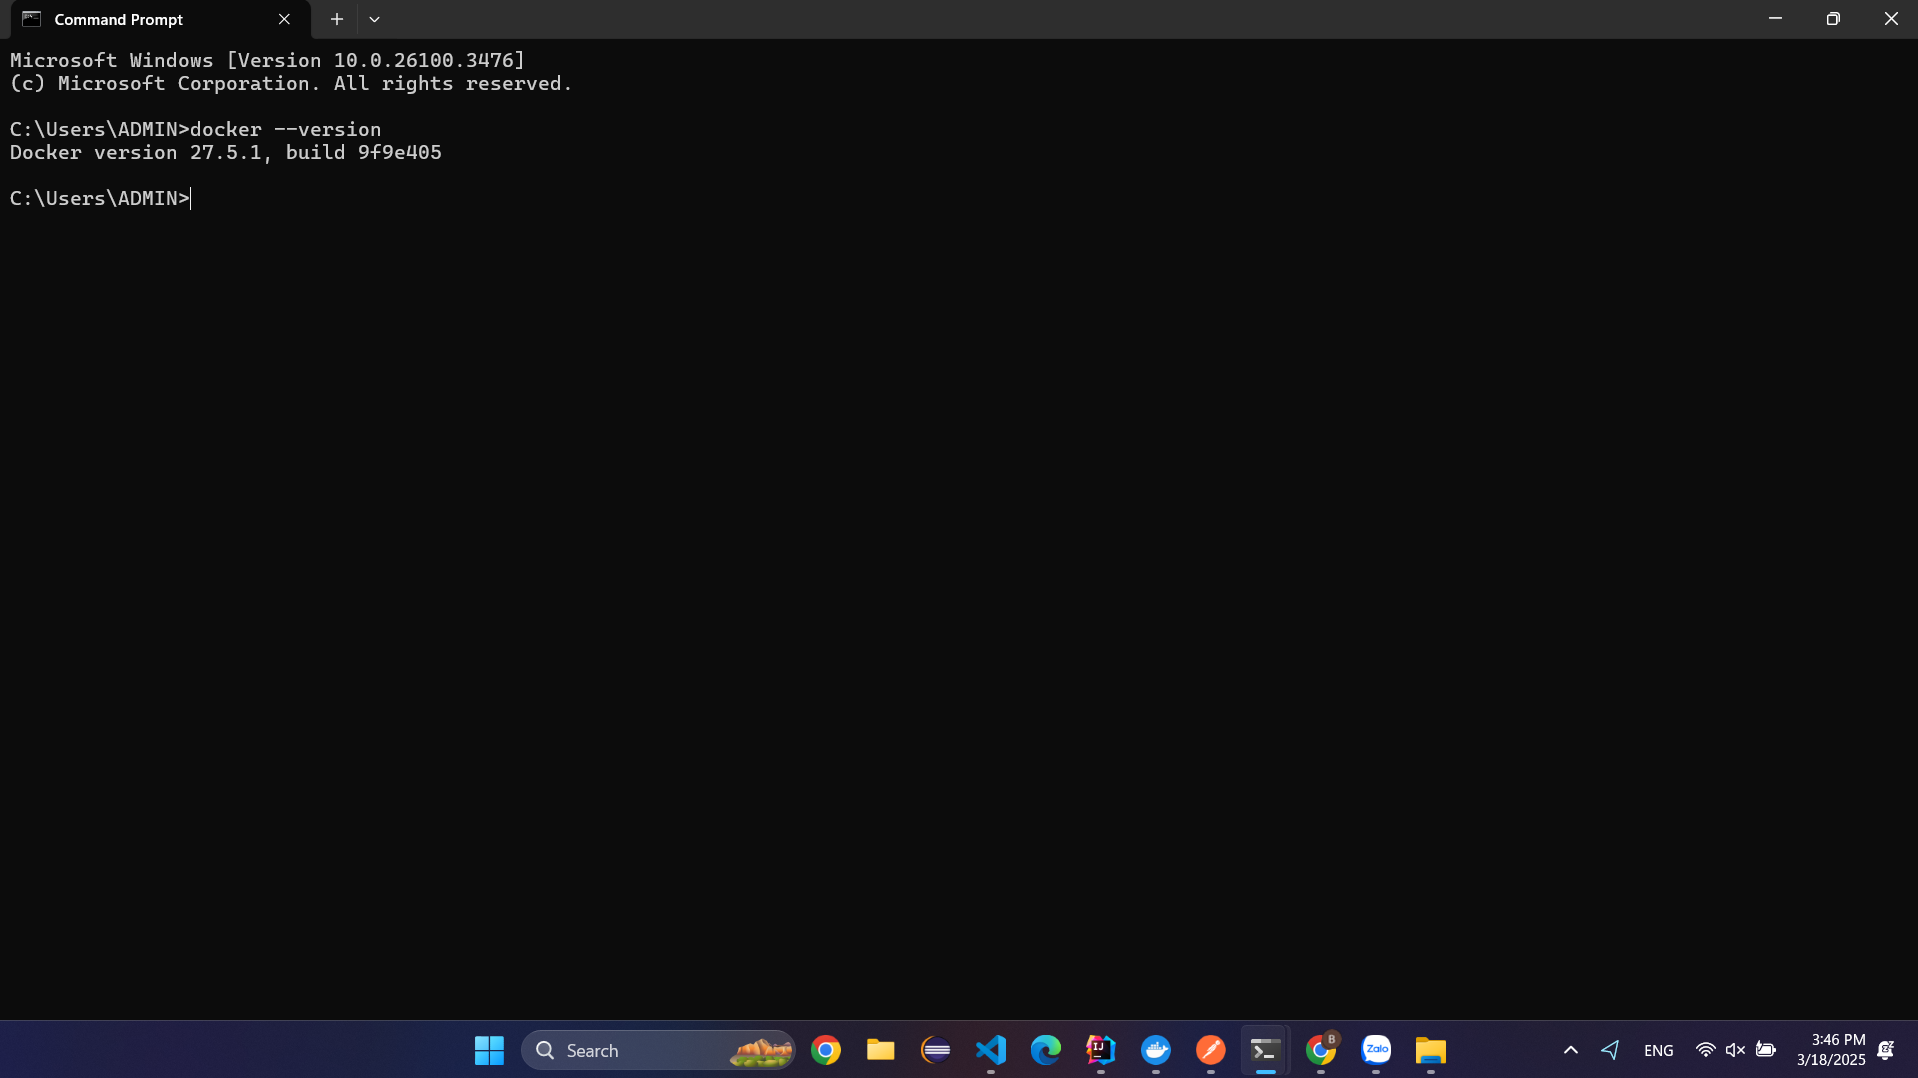 Command Prompt
Microsoft Windows [Version 10.0.26100.3476]
(c) Microsoft Corporation. All rights reserved.
C:\Users\ADMIN>docker --version
Docker version 27.5.1, build 9f9e405
C:\Users\ADMIN>
Search
IJ
B
Zalo
ENG
3:46 PM
3/18/2025